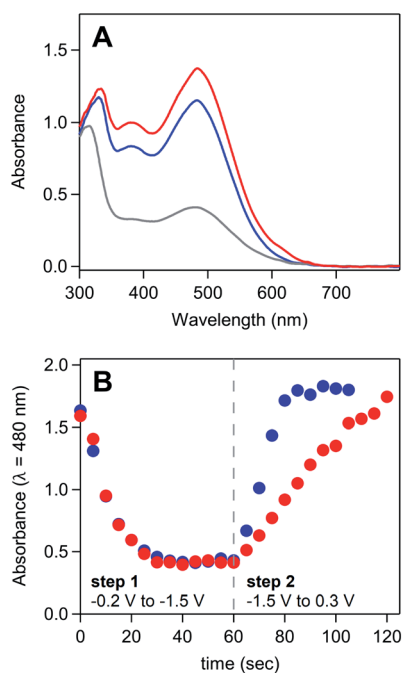 A
1.5
1.0
0.5
0.0
Absorbance
300 400 500 600 700
Wavelength (nm)
B
2.0
1.5
1.0
0.5
0.0
Absorbance (λ = 480 nm)
step 1 step 2
-0.2 V to -1.5 V -1.5 V to 0.3 V
0 20 40 60 80 100 120
time (sec)